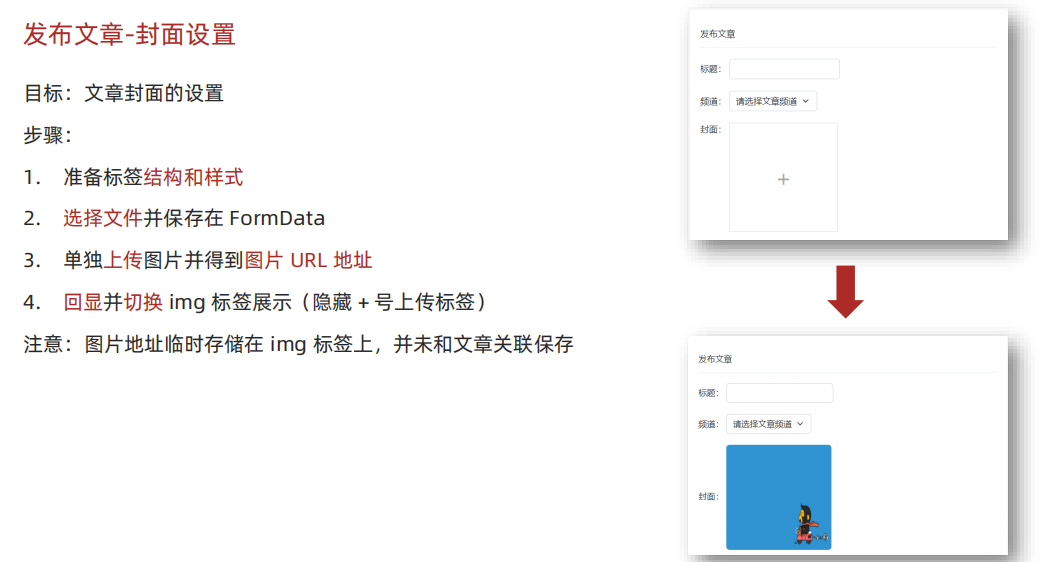 发布文章-封面设置
目标：文章封面的设置
步骤：
1. 准备标签结构和样式
2. 选择文件并保存在 FormData
3. 单独上传图片并得到图片 URL 地址
4. 回显并切换 img 标签展示（隐藏 + 号上传标签）
注意：图片地址临时存储在 img 标签上，并未和文章关联保存
发布文章
标题：
频道： 请选择文章频道
封面：
+
发布文章
标题：
频道： 请选择文章频道
封面：